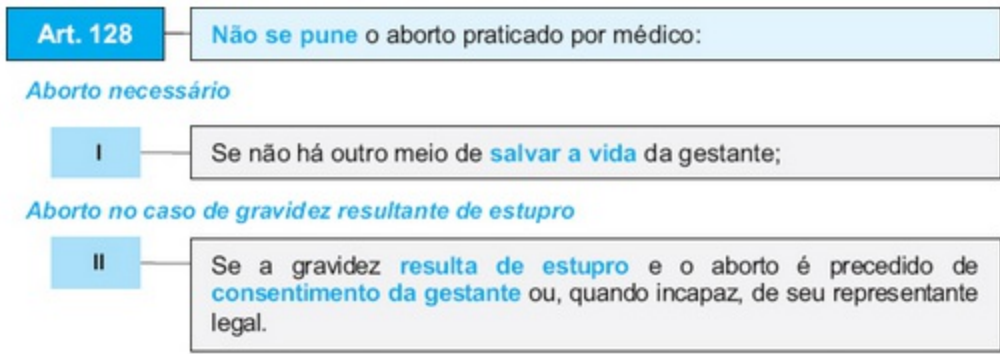 Art. 128
Não se pune o aborto praticado por médico:
Aborto necessário
I
Se não há outro meio de salvar a vida da gestante;
Aborto no caso de gravidez resultante de estupro
II
Se a gravidez resulta de estupro e o aborto é precedido de
consentimento da gestante ou, quando incapaz, de seu representante
legal.